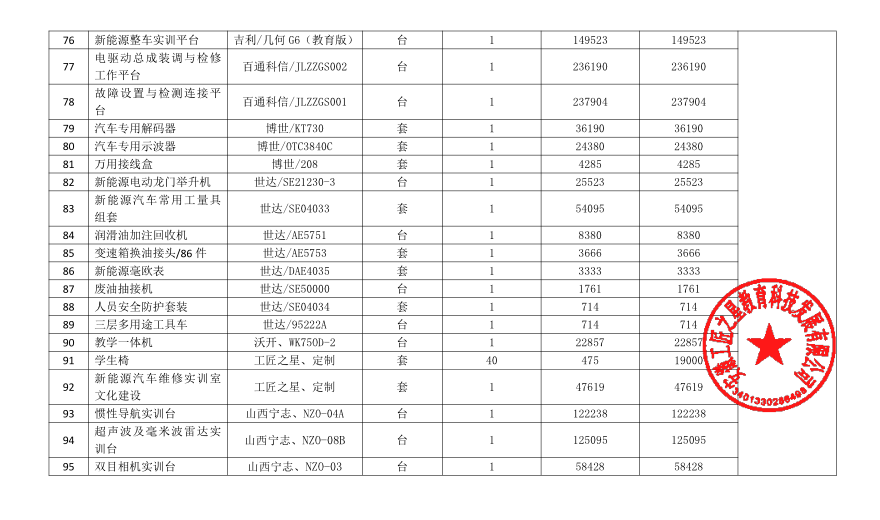 76 新能源整车实训平台 吉利/几何 G6（教育版） 台 1 149523 149523
77 电驱动总成装调与检修工作平台 百通科信/JLZZGS002 台 1 236190 236190
78 故障设置与检测连接平台 百通科信/JLZZGS001 台 1 237904 237904
79 汽车专用解码器 博世/KT730 套 1 36190 36190
80 汽车专用示波器 博世/OTC3840C 套 1 24380 24380
81 万用接线盒 博世/208 套 1 4285 4285
82 新能源电动龙门举升机 世达/SE21230-3 台 1 25523 25523
83 新能源汽车常用工量具组套 世达/SE04033 套 1 54095 54095
84 润滑油加注回收机 世达/AE5751 台 1 8380 8380
85 变速箱换油接头/86 件 世达/AE5753 套 1 3666 3666
86 新能源毫欧表 世达/DAE4035 套 1 3333 3333
87 废油抽接机 世达/SE50000 台 1 1761 1761
88 人员安全防护套装 世达/SE04034 套 1 714 714
89 三层多用途工具车 世达/95222A 台 1 714 714
90 教学一体机 沃开、WK750D-2 台 1 22857 22857
91 学生椅 工匠之星、定制 套 40 475 19000
92 新能源汽车维修实训室文化建设 工匠之星、定制 套 1 47619 47619
93 惯性导航实训台 山西宁志、NZO-04A 台 1 122238 122238
94 超声波及毫米波雷达实训台 山西宁志、NZO-08B 台 1 125095 125095
95 双目相机实训台 山西宁志、NZO-03 台 1 58428 58428
安徽工匠之星教育科技发展有限公司